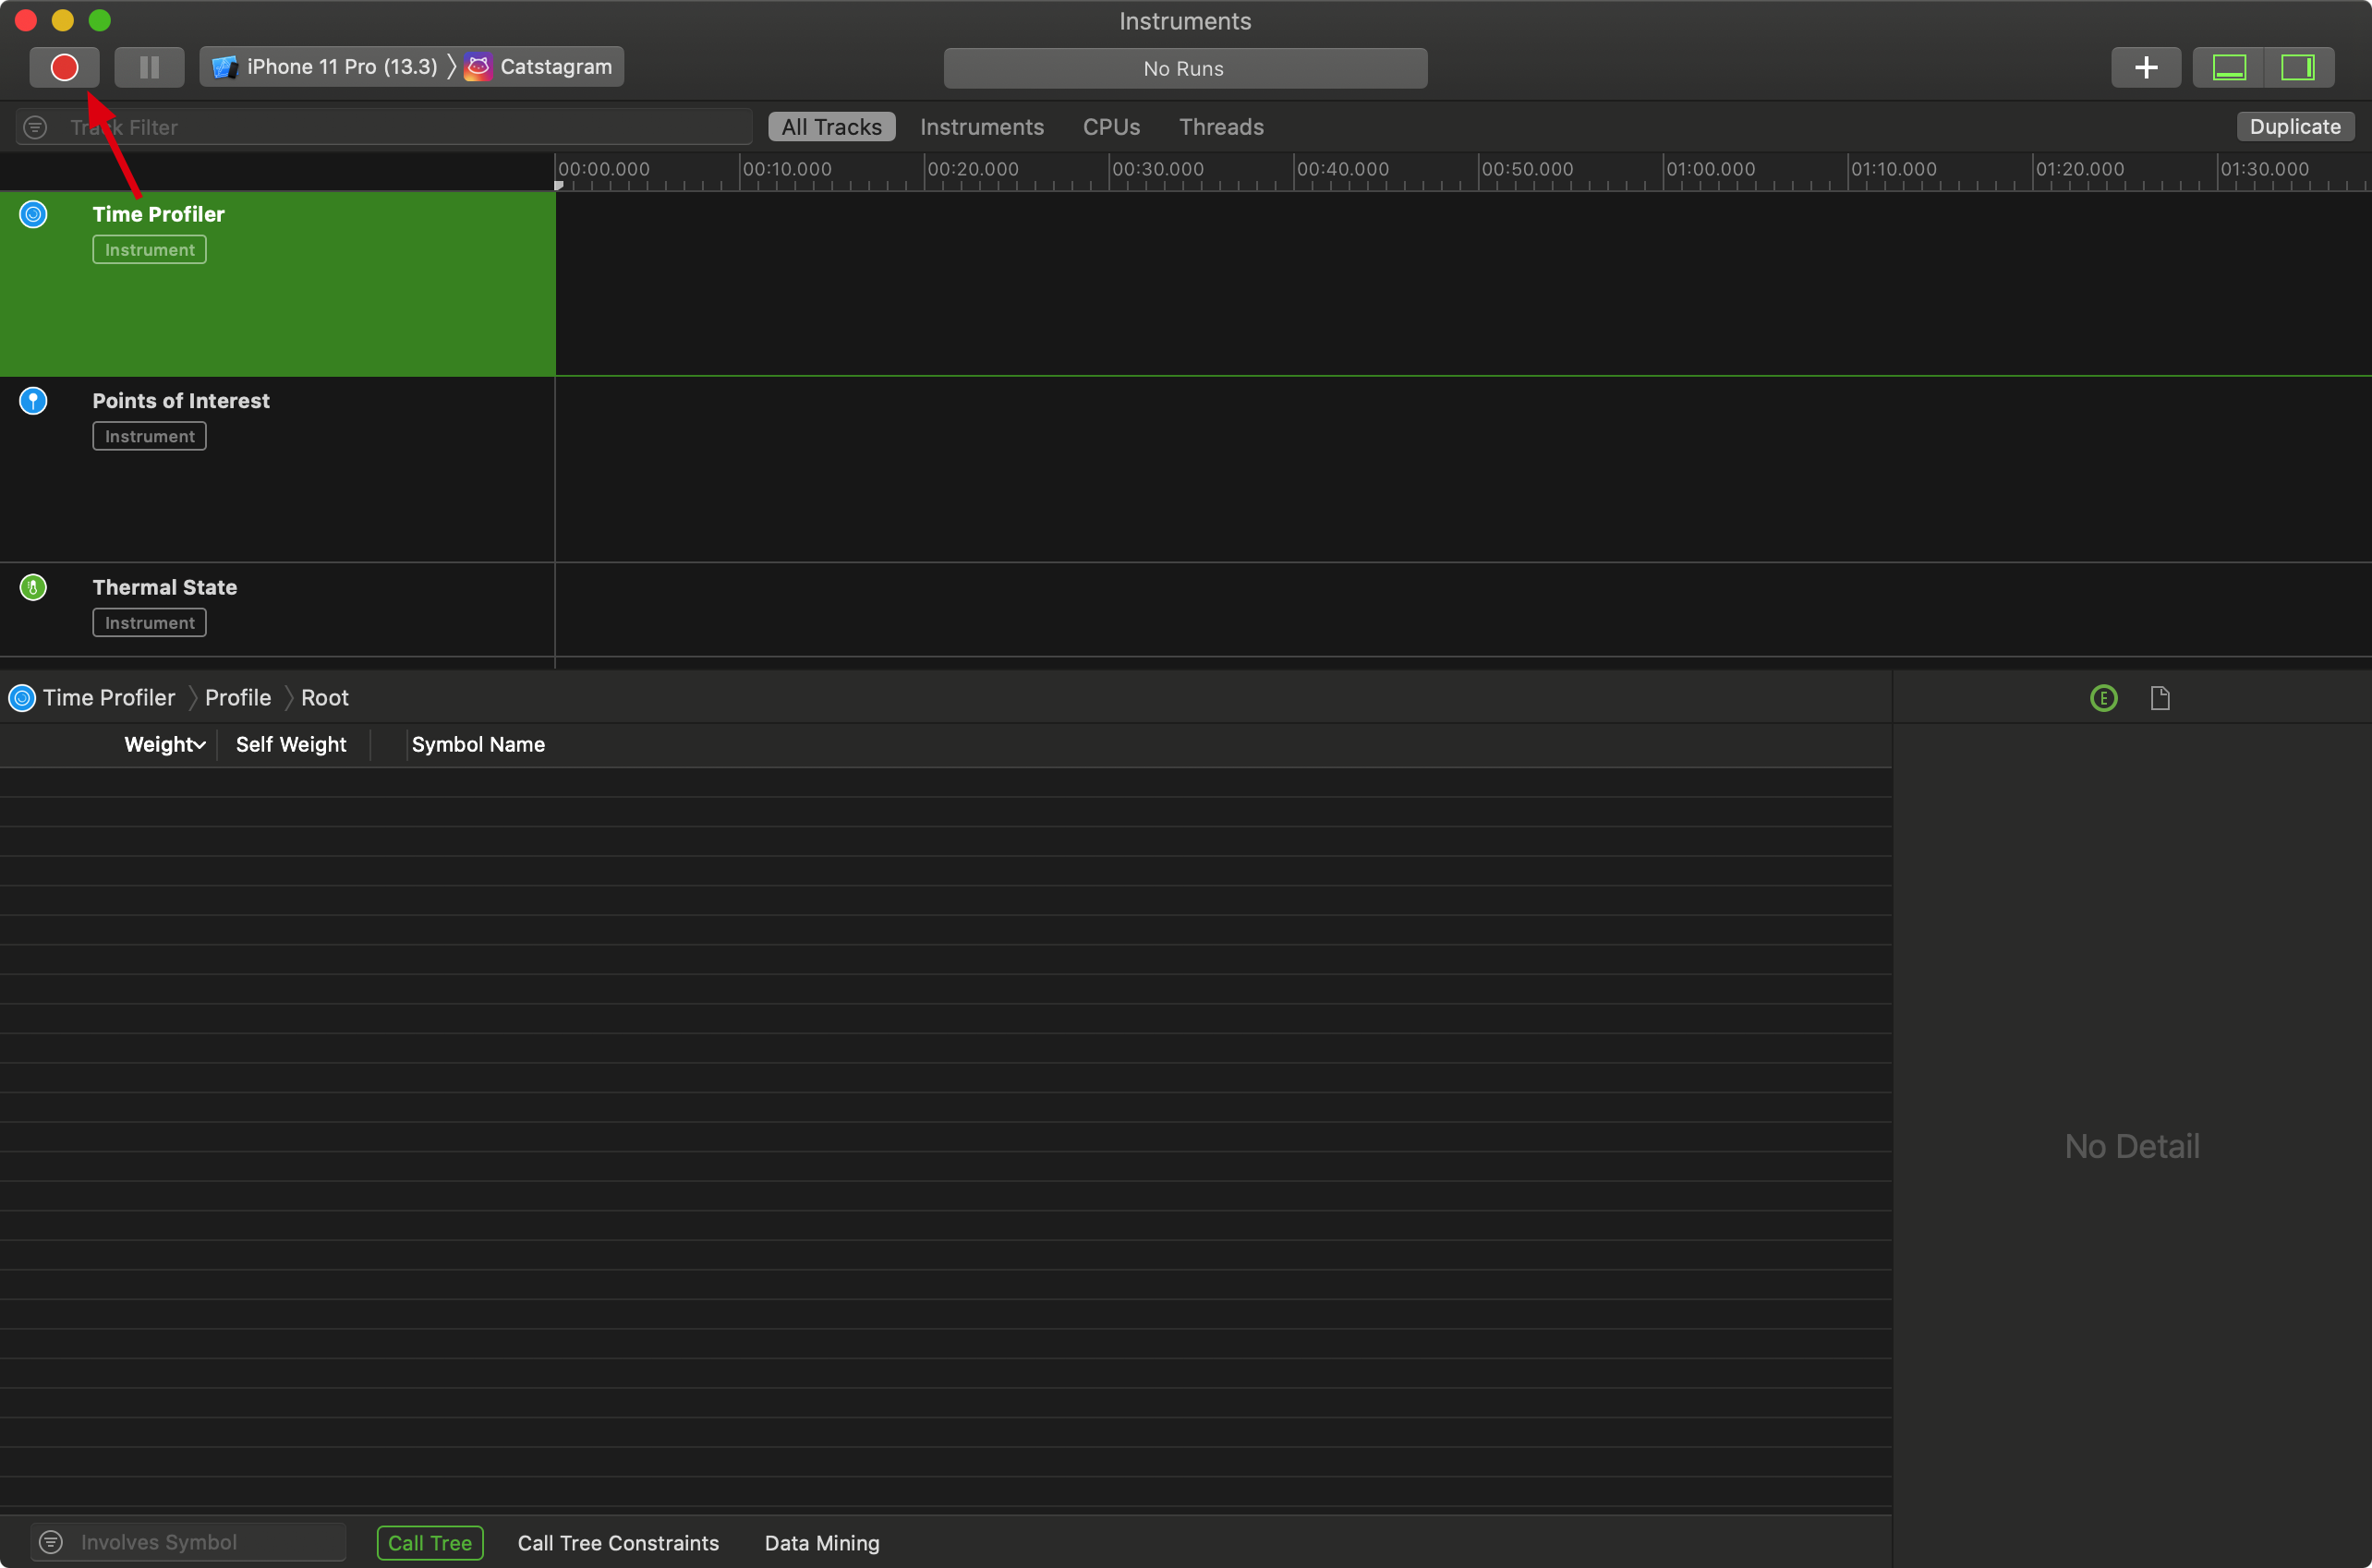 Instruments
iPhone 11 Pro (13.3) Catstagram
No Runs
Track Filter
All Tracks Instruments CPUs Threads
Duplicate
00:00.000 00:10.000 00:20.000 00:30.000 00:40.000 00:50.000 01:00.000 01:10.000 01:20.000 01:30.000
Time Profiler
Instrument
Points of Interest
Instrument
Thermal State
Instrument
Time Profiler Profile Root
E
Weight Self Weight Symbol Name
No Detail
Involves Symbol
Call Tree Call Tree Constraints Data Mining